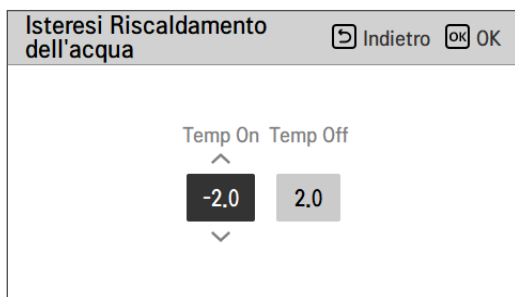 Isteresi Riscaldamento
dell'acqua
Indietro OK OK
Temp On Temp Off
-2.0 2.0